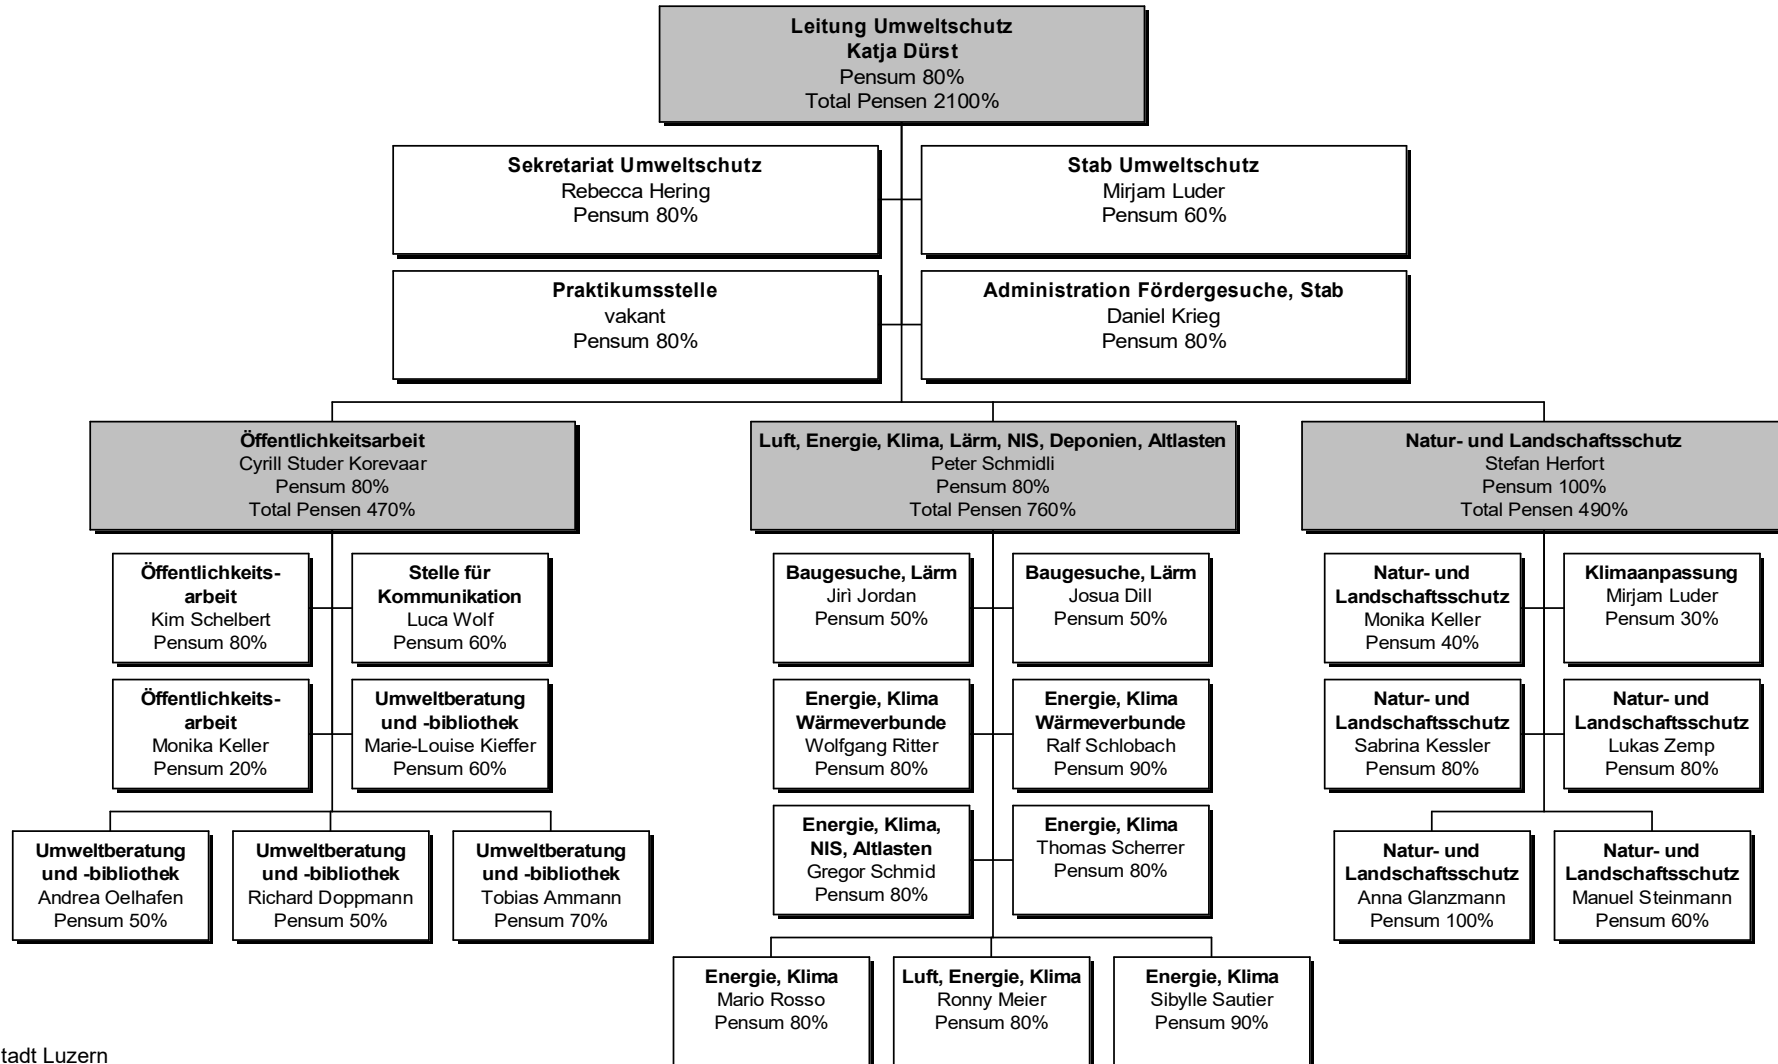 Leitung Umweltschutz
Katja Dürst
Pensum 80%
Total Pensen 2100%
Sekretariat Umweltschutz
Rebecca Hering
Pensum 80%
Stab Umweltschutz
Mirjam Luder
Pensum 60%
Praktikumsstelle
vakant
Pensum 80%
Administration Fördergesuche, Stab
Daniel Krieg
Pensum 80%
Öffentlichkeitsarbeit
Cyrill Studer Korevaar
Pensum 80%
Total Pensen 470%
Luft, Energie, Klima, Lärm, NIS, Deponien, Altlasten
Peter Schmidli
Pensum 80%
Total Pensen 760%
Natur- und Landschaftsschutz
Stefan Herfort
Pensum 100%
Total Pensen 490%
Öffentlichkeits-
arbeit
Kim Schelbert
Pensum 80%
Stelle für
Kommunikation
Luca Wolf
Pensum 60%
Baugesuche, Lärm
Jirì Jordan
Pensum 50%
Baugesuche, Lärm
Josua Dill
Pensum 50%
Natur- und
Landschaftsschutz
Monika Keller
Pensum 40%
Klimaanpassung
Mirjam Luder
Pensum 30%
Öffentlichkeits-
arbeit
Monika Keller
Pensum 20%
Umweltberatung
und -bibliothek
Marie-Louise Kieffer
Pensum 60%
Energie, Klima
Wärmeverbunde
Wolfgang Ritter
Pensum 80%
Energie, Klima
Wärmeverbunde
Ralf Schlobach
Pensum 90%
Natur- und
Landschaftsschutz
Sabrina Kessler
Pensum 80%
Natur- und
Landschaftsschutz
Lukas Zemp
Pensum 80%
Umweltberatung
und -bibliothek
Andrea Oelhafen
Pensum 50%
Umweltberatung
und -bibliothek
Richard Doppmann
Pensum 50%
Umweltberatung
und -bibliothek
Tobias Ammann
Pensum 70%
Energie, Klima,
NIS, Altlasten
Gregor Schmid
Pensum 80%
Energie, Klima
Thomas Scherrer
Pensum 80%
Natur- und
Landschaftsschutz
Anna Glanzmann
Pensum 100%
Natur- und
Landschaftsschutz
Manuel Steinmann
Pensum 60%
Energie, Klima
Mario Rosso
Pensum 80%
Luft, Energie, Klima
Ronny Meier
Pensum 80%
Energie, Klima
Sibylle Sautier
Pensum 90%
tadt Luzern